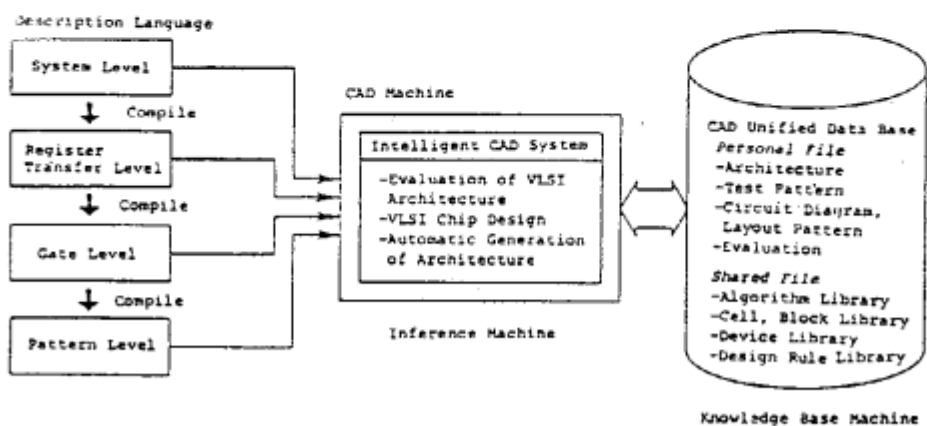 Description Language
System Level
Compile
Register
Transfer Level
Compile
Gate Level
Compile
Pattern Level
CAD Machine
Intelligent CAD System
-Evaluation of VLSI
Architecture
-VLSI Chip Design
-Automatic Generation
of Architecture
Inference Machine
CAD Unified Data Base
Personal File
-Architecture
-Test Pattern
-Circuit Diagram,
Layout Pattern
-Evaluation
Shared File
-Algorithm Library
-Cell, Block Library
-Device Library
-Design Rule Library
Knowledge Base Machine